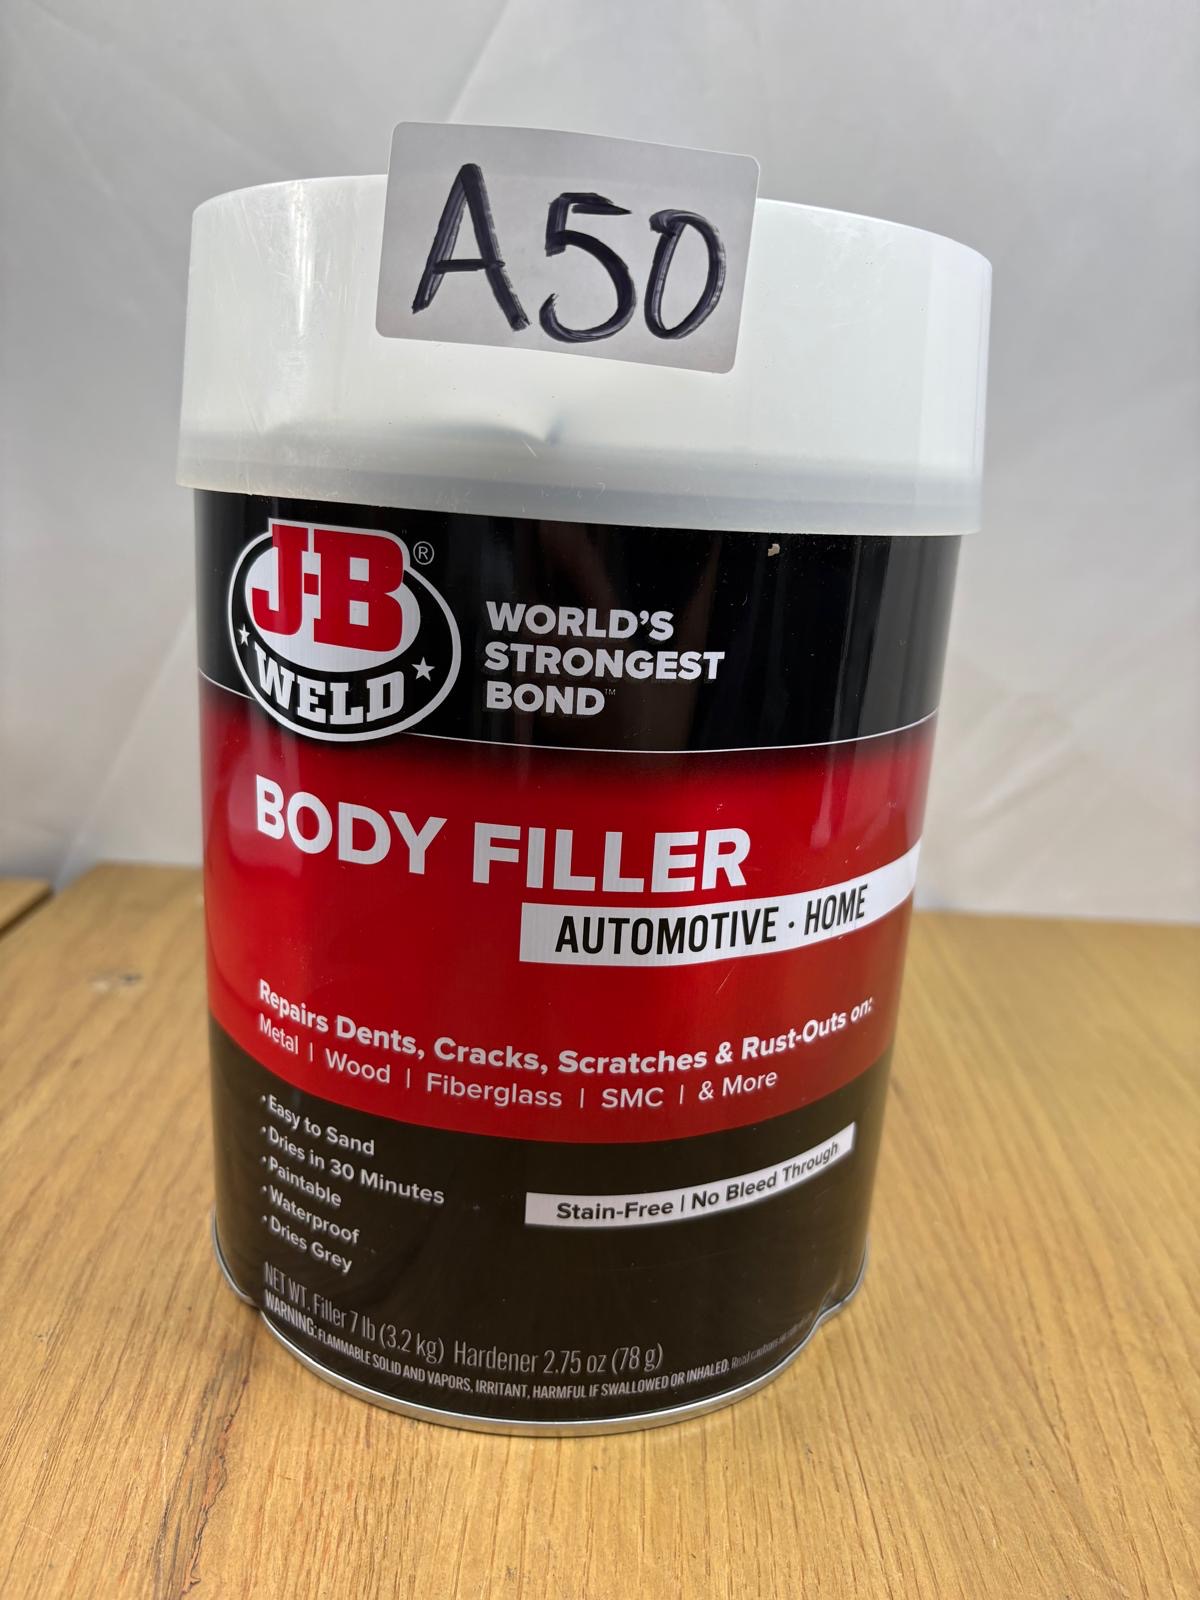 A50
J-B
WELD
®
WORLD'S
STRONGEST
BOND™
BODY FILLER
AUTOMOTIVE · HOME
Repairs Dents, Cracks, Scratches & Rust-Outs on:
Metal | Wood | Fiberglass | SMC | & More
· Easy to Sand
· Dries in 30 Minutes
· Paintable
· Waterproof
· Dries Grey
Stain-Free | No Bleed Through
NET WT. Filler 7 lb (3.2 kg) Hardener 2.75 oz (78 g)
WARNING: FLAMMABLE SOLID AND VAPORS, IRRITANT, HARMFUL IF SWALLOWED OR INHALED. Read cautions